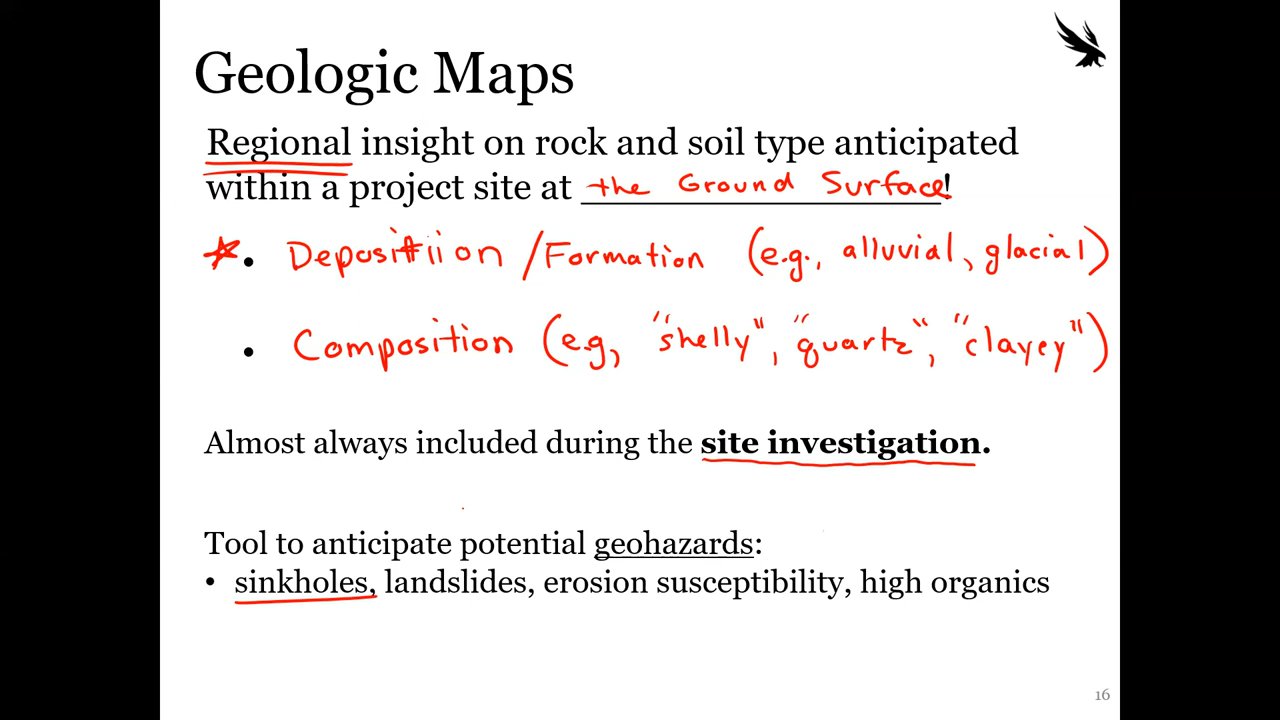 Geologic Maps
Regional insight on rock and soil type anticipated
within a project site at the Ground Surface!
• Deposition / Formation (e.g., alluvial, glacial)
• Composition (e.g, "shelly", "quartz", "clayey")
Almost always included during the site investigation.
Tool to anticipate potential geohazards:
• sinkholes, landslides, erosion susceptibility, high organics
16